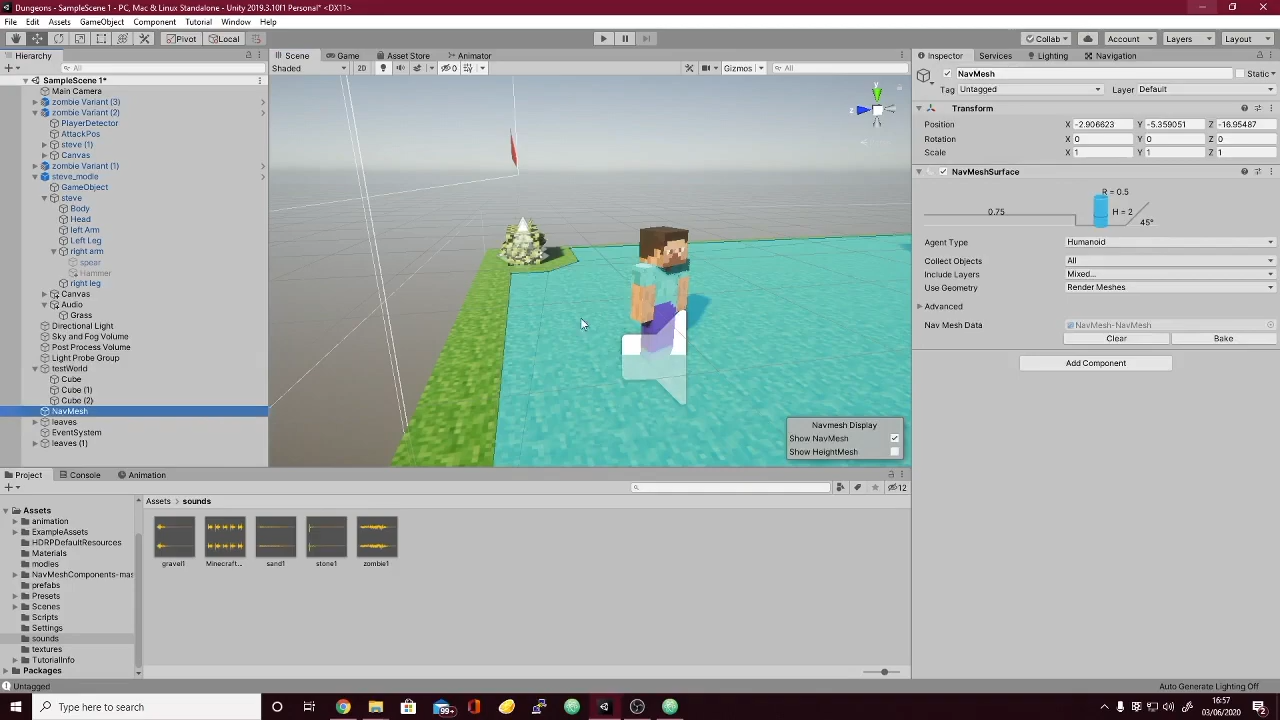 Dungeons - SampleScene 1 - PC, Mac & Linux Standalone - Unity 2019.3.10f1 Personal* <DX11>
File Edit Assets GameObject Component Tutorial Window Help
Pivot Local Collab Account Layers Layout
Hierarchy
All
SampleScene 1*
Main Camera
zombie Variant (3)
zombie Variant (2)
PlayerDetector
AttackPos
steve (1)
Canvas
zombie Variant (1)
steve_modle
GameObject
steve
Body
Head
left Arm
Left Leg
right arm
spear
Hammer
right leg
Canvas
Audio
Grass
Directional Light
Sky and Fog Volume
Post Process Volume
Light Probe Group
testWorld
Cube
Cube (1)
Cube (2)
NavMesh
leaves
EventSystem
leaves (1)
Scene Game Asset Store Animator
Shaded 2D 0 Gizmos All
y
z
Navmesh Display
Show NavMesh
Show HeightMesh
Inspector Services Lighting Navigation
NavMesh Static
Tag Untagged Layer Default
Transform
Position X -2.906623 Y -5.359051 Z -16.95487
Rotation X 0 Y 0 Z 0
Scale X 1 Y 1 Z 1
NavMeshSurface
R = 0.5
0.75 H = 2
45°
Agent Type Humanoid
Collect Objects All
Include Layers Mixed...
Use Geometry Render Meshes
Advanced
Nav Mesh Data NavMesh-NavMesh
Clear Bake
Add Component
Project Console Animation
12
Assets
animation
ExampleAssets
HDRPDefaultResources
Materials
modles
NavMeshComponents-mas
prefabs
Presets
Scenes
Scripts
Settings
sounds
textures
TutorialInfo
Packages
Assets > sounds
gravel1 Minecraft... sand1 stone1 zombie1
Untagged
Auto Generate Lighting Off
Type here to search
99+
16:57
03/06/2020